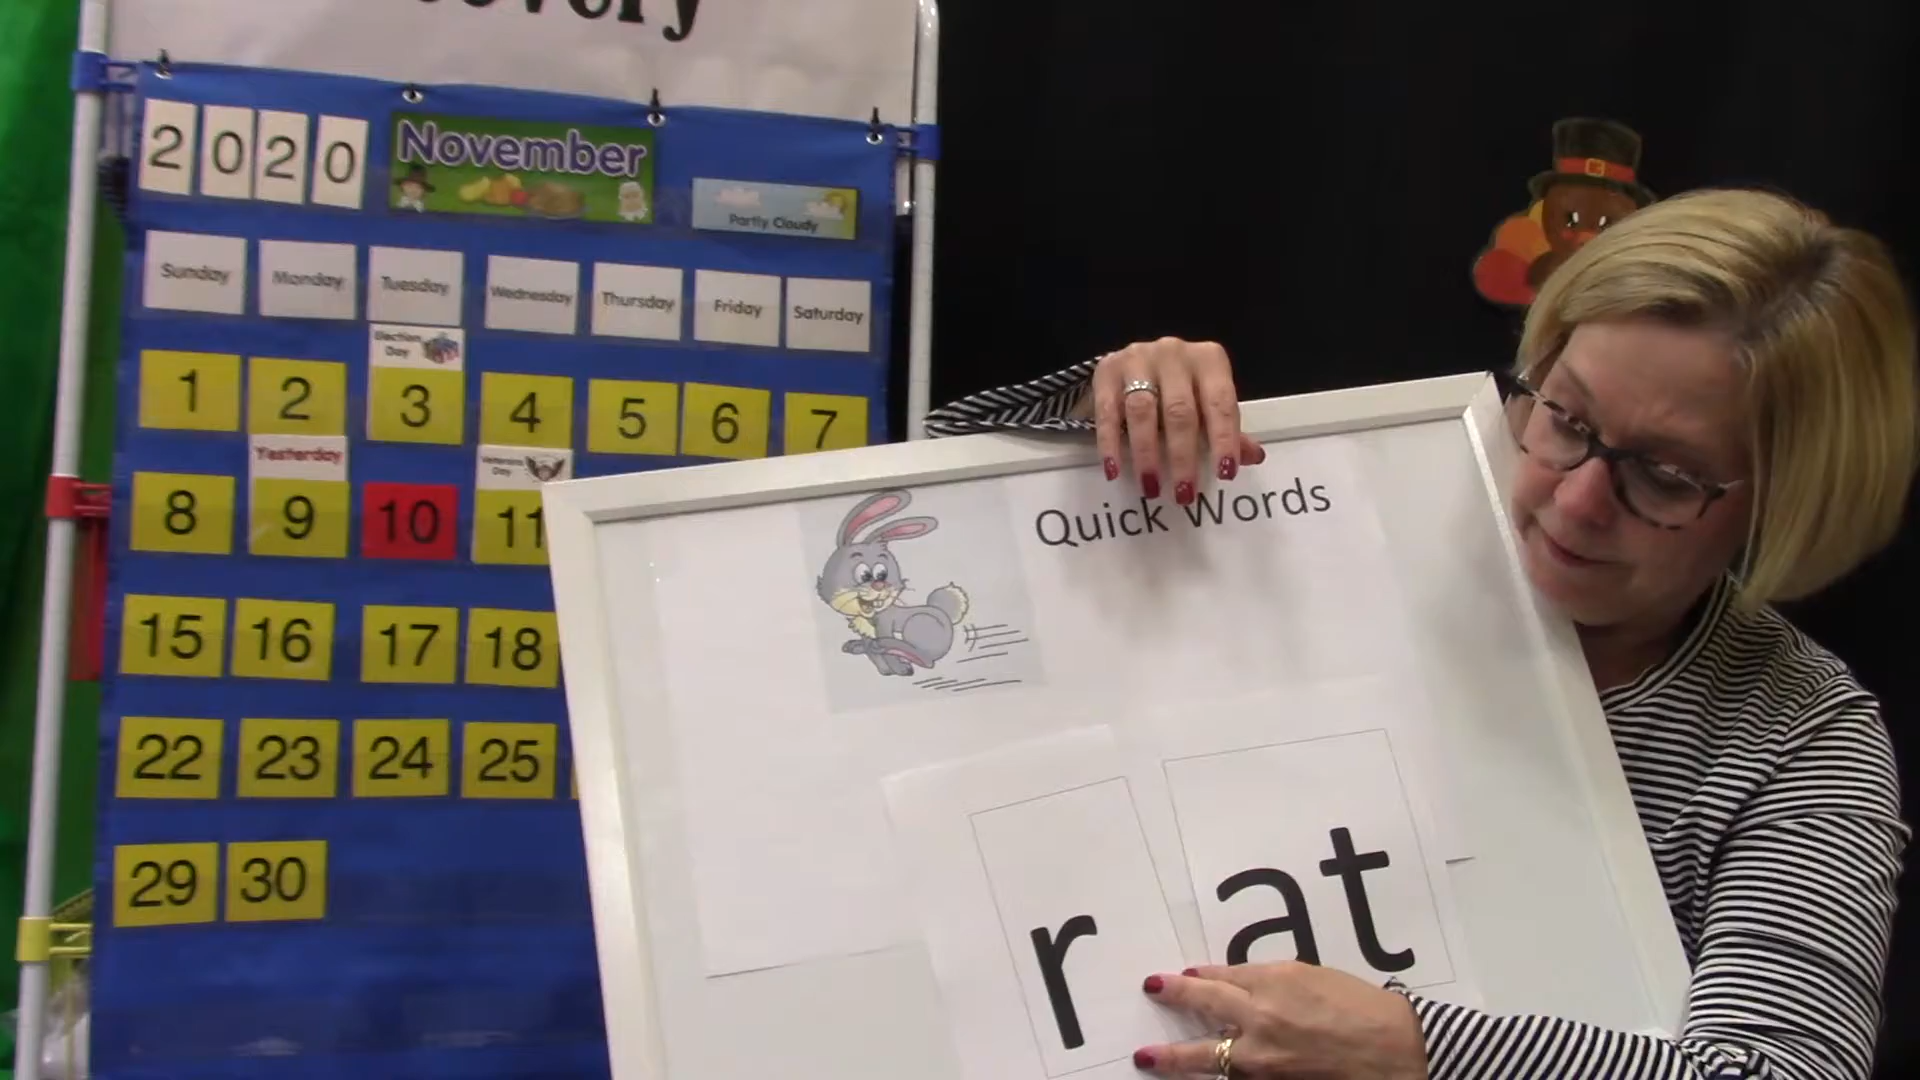 2020 November
Partly Cloudy
Sunday Monday Tuesday Wednesday Thursday Friday Saturday
Election
Day
1 2 3 4 5 6 7
Yesterday
Veterans
Day
8 9 10 11
15 16 17 18
22 23 24 25
29 30
Quick Words
r at